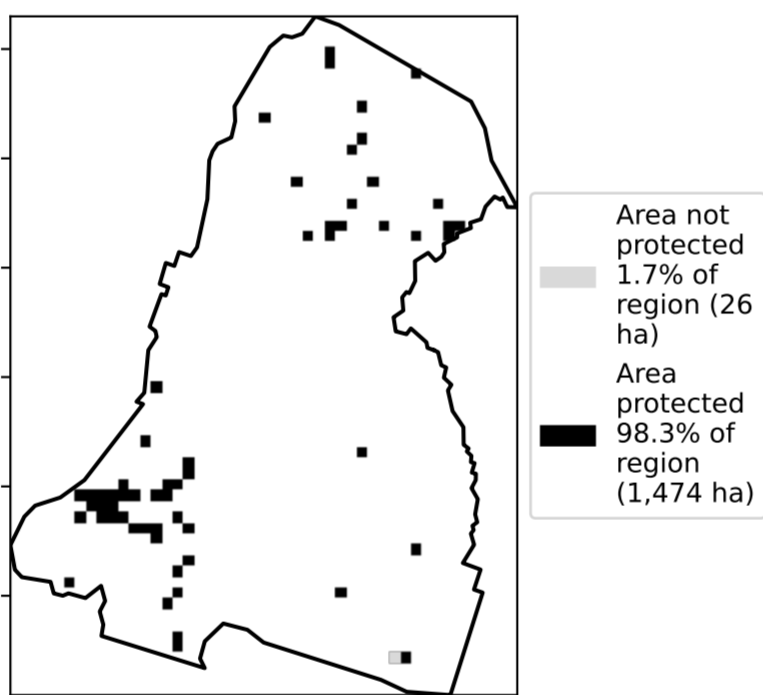 Area not
protected
1.7% of
region (26
ha)
Area
protected
98.3% of
region
(1,474 ha)